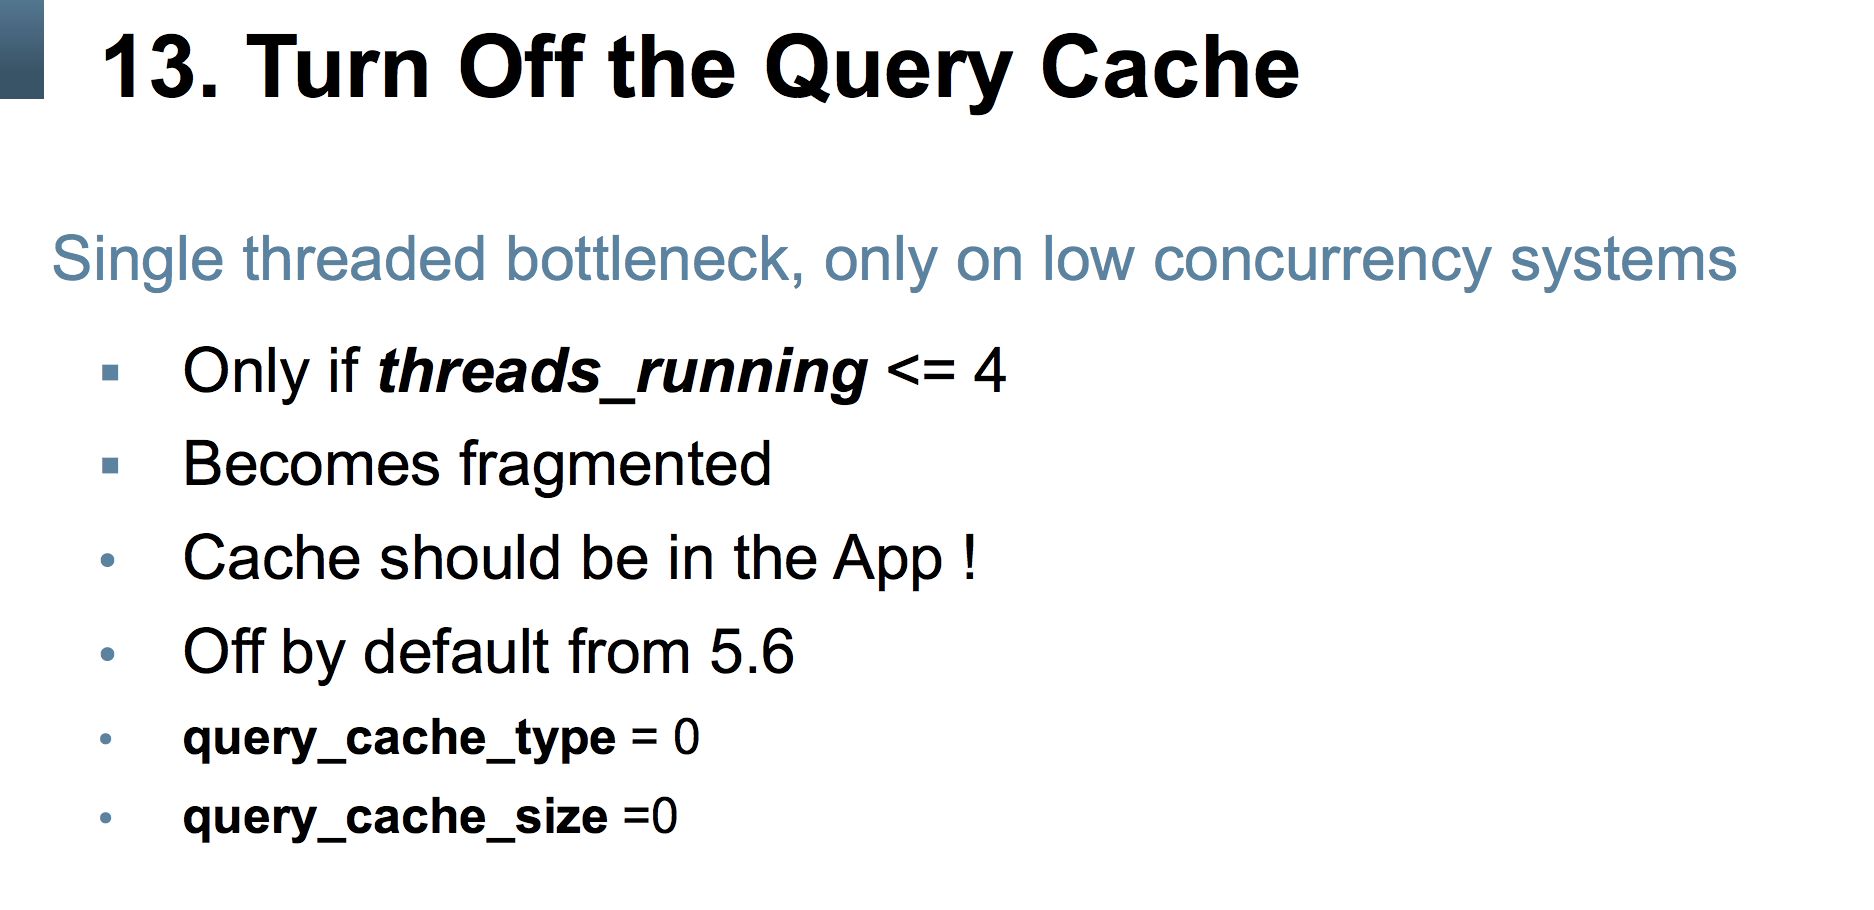 13. Turn Off the Query Cache
Single threaded bottleneck, only on low concurrency systems
Only if threads_running <= 4
Becomes fragmented
Cache should be in the App !
Off by default from 5.6
query_cache_type = 0
query_cache_size =0